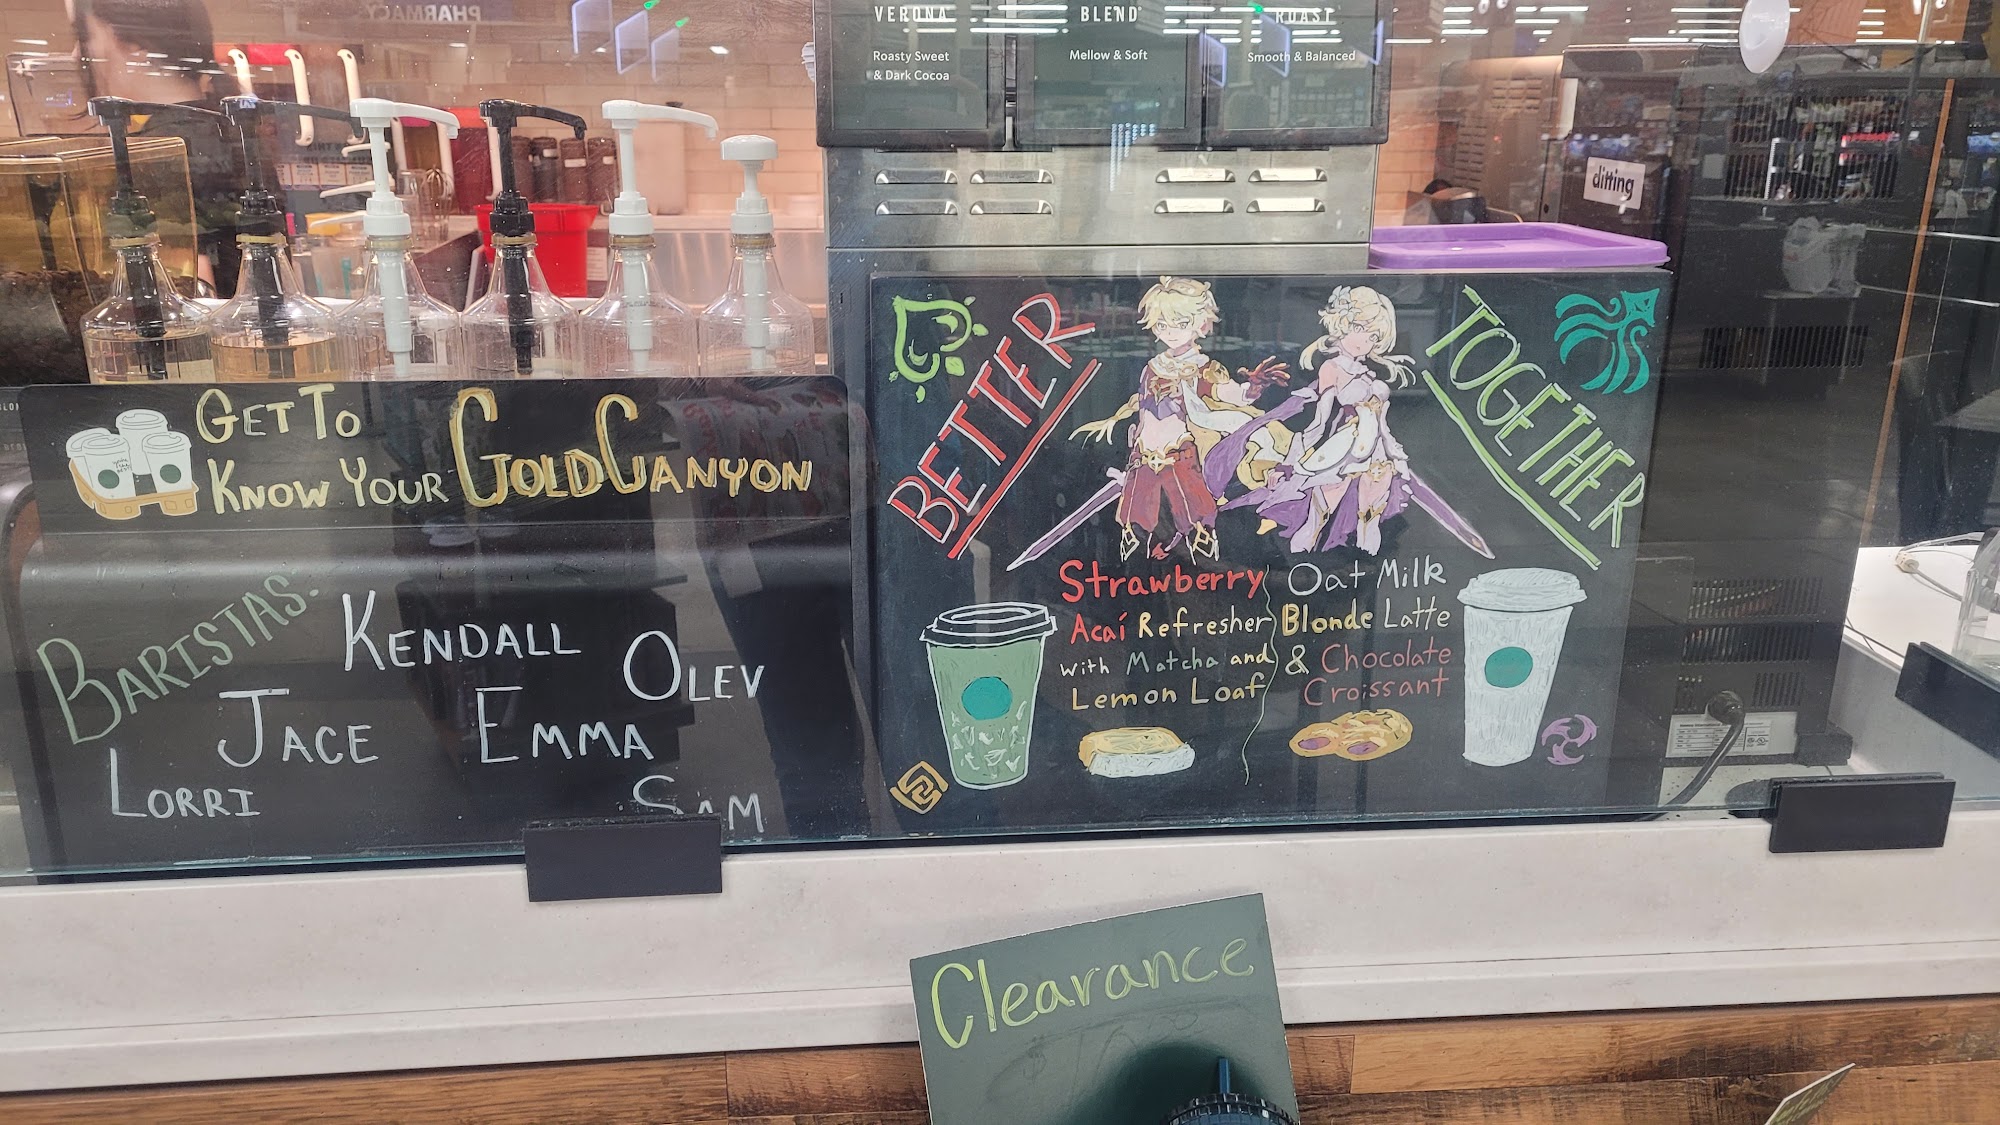 PHARMACY
VERONA
Roasty Sweet
& Dark Cocoa
BLEND
Mellow & Soft
ROAST
Smooth & Balanced
ditting
GET TO
KNOW YOUR GOLD CANYON
BARISTAS:
KENDALL
OLEV
JACE
EMMA
LORRI
SAM
BETTER
TOGETHER
Strawberry
Acaí Refresher
with Matcha and
Lemon Loaf
Oat Milk
Blonde Latte
& Chocolate
Croissant
Clearance